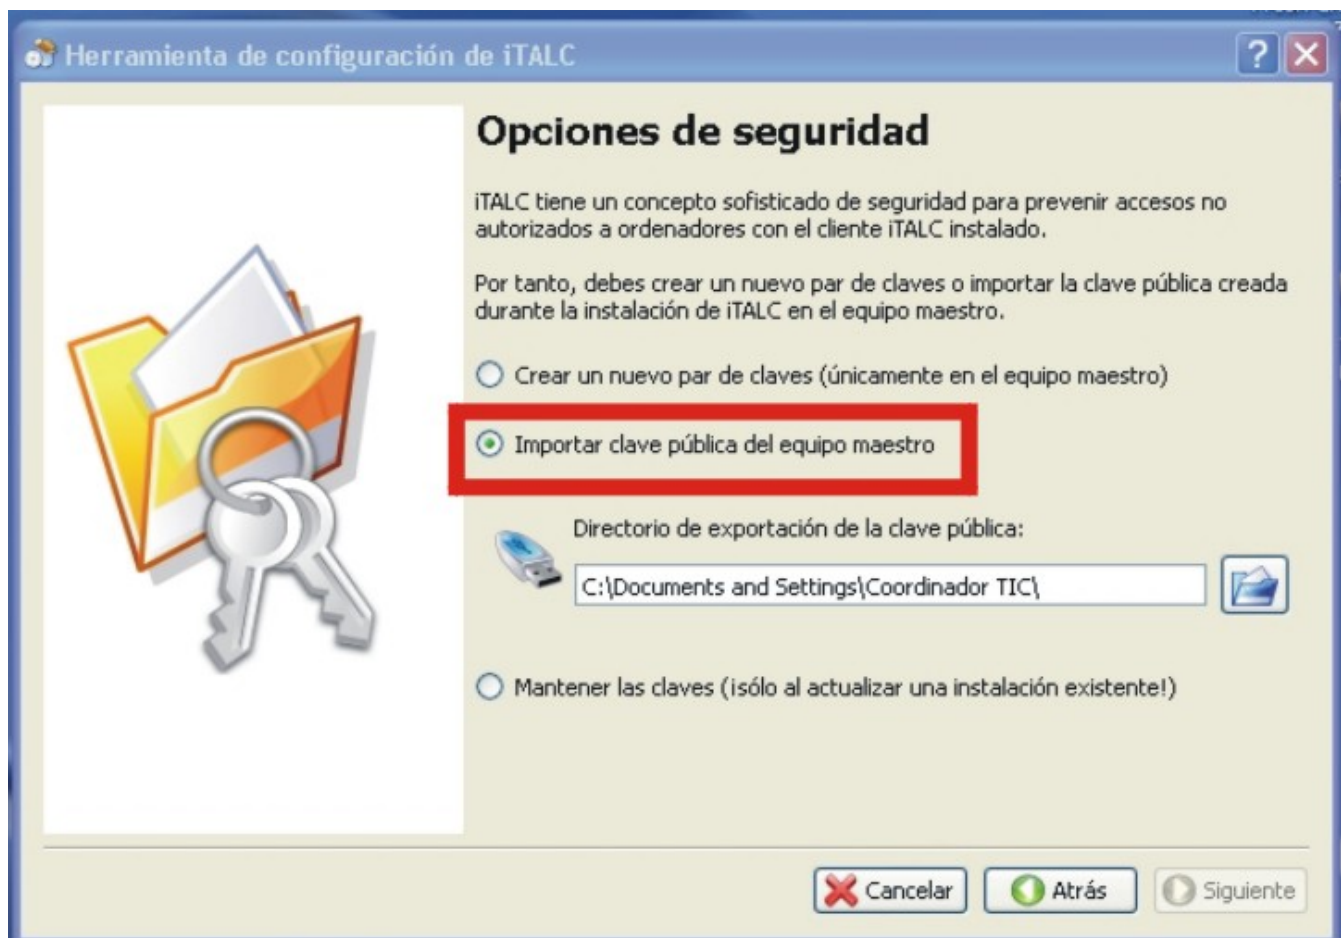 Herramienta de configuración de iTALC
Opciones de seguridad
iTALC tiene un concepto sofisticado de seguridad para prevenir accesos no
autorizados a ordenadores con el cliente iTALC instalado.
Por tanto, debes crear un nuevo par de claves o importar la clave pública creada
durante la instalación de iTALC en el equipo maestro.
Crear un nuevo par de claves (únicamente en el equipo maestro)
Importar clave pública del equipo maestro
Directorio de exportación de la clave pública:
C:\Documents and Settings\Coordinador TIC\
Mantener las claves (¡sólo al actualizar una instalación existente!)
Cancelar
Atrás
Siguiente